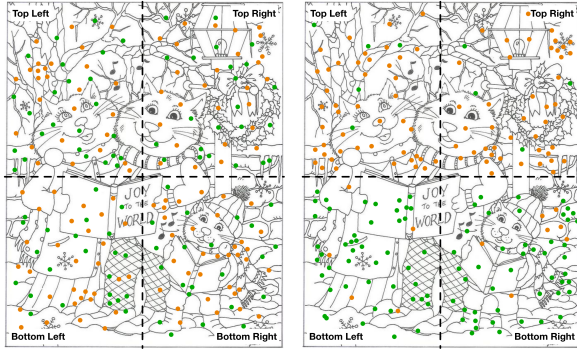 Top Left
Top Right
JOY
TO THE
WORLD
Bottom Left
Bottom Right
Top Left
Top Right
JOY
TO THE
WORLD
Bottom Left
Bottom Right